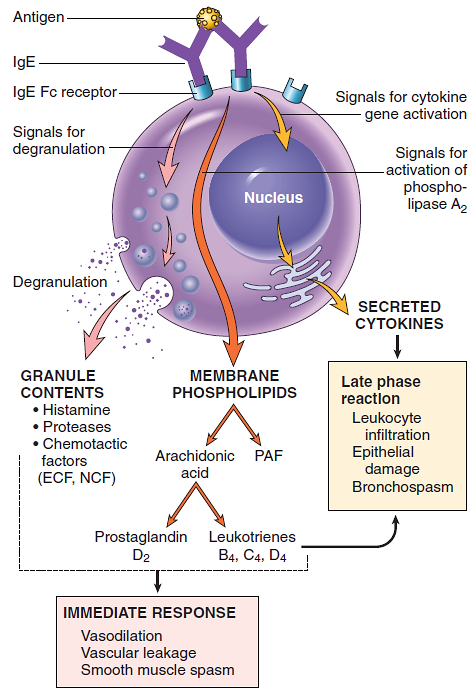 Antigen
IgE
IgE Fc receptor
Signals for
degranulation
Signals for cytokine
gene activation
Signals for
activation of
phospho-
lipase A2
Nucleus
Degranulation
SECRETED
CYTOKINES
GRANULE
CONTENTS
• Histamine
• Proteases
• Chemotactic
factors
(ECF, NCF)
MEMBRANE
PHOSPHOLIPIDS
Late phase
reaction
Leukocyte
infiltration
Epithelial
damage
Bronchospasm
Arachidonic
acid
PAF
Prostaglandin
D2
Leukotrienes
B4, C4, D4
IMMEDIATE RESPONSE
Vasodilation
Vascular leakage
Smooth muscle spasm